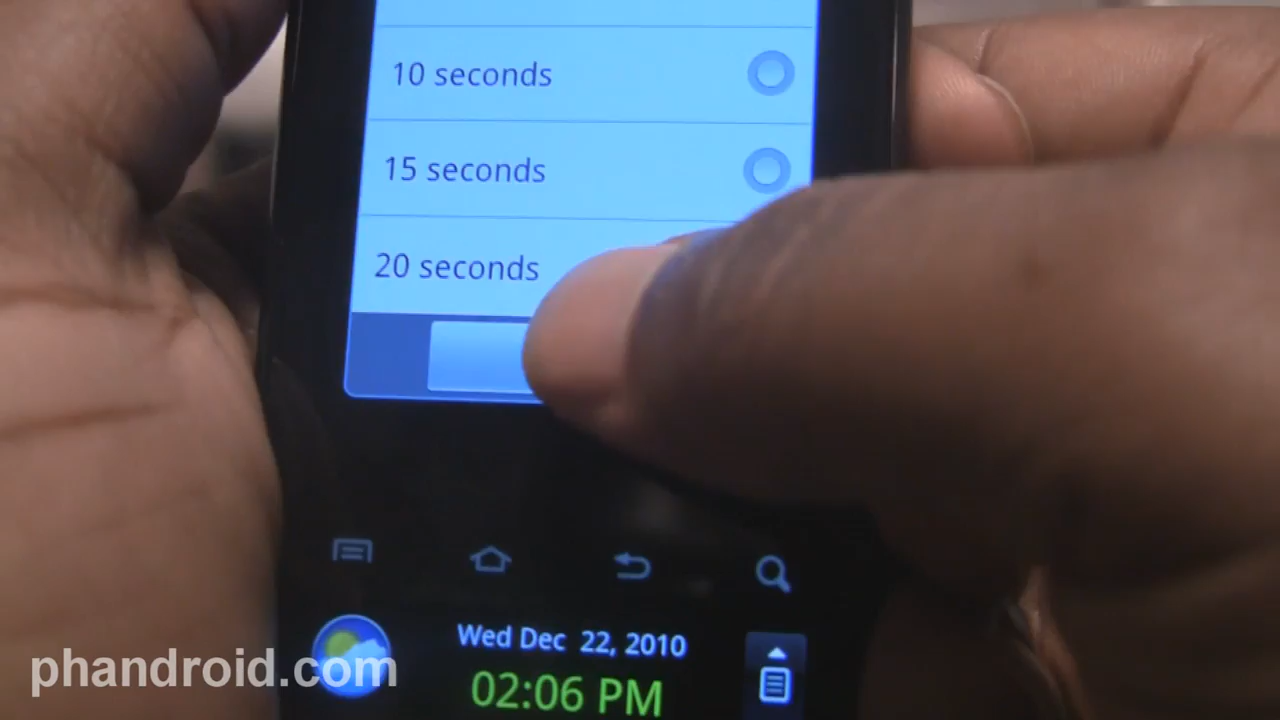 10 seconds
15 seconds
20 seconds
Wed Dec 22, 2010
02:06 PM
phandroid.com